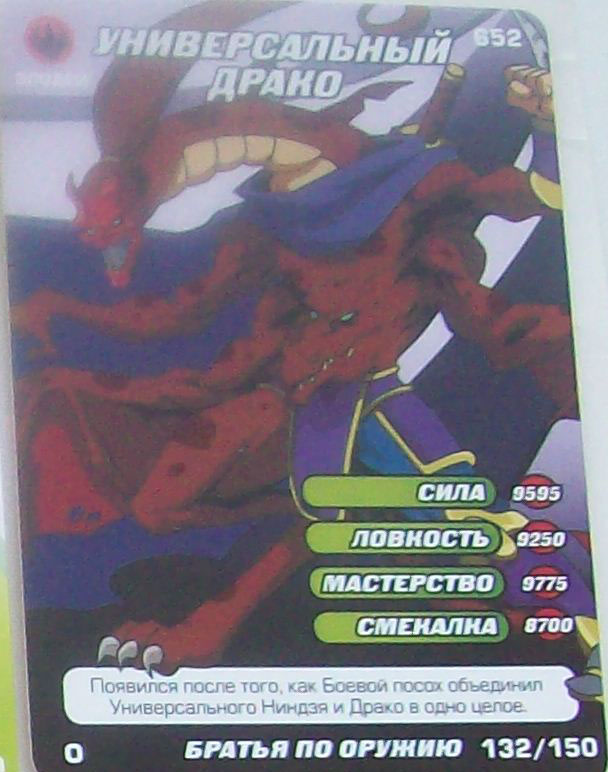 УНИВЕРСАЛЬНЫЙ
ДРАКО
652
СИЛА 9595
ЛОВКОСТЬ 9250
МАСТЕРСТВО 9775
СМЕКАЛКА 8700
Появился после того, как Боевой посох объединил
Универсального Ниндзя и Драко в одно целое.
0 БРАТЬЯ ПО ОРУЖИЮ 132/150